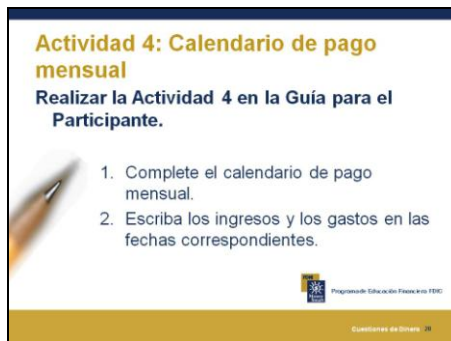 Actividad 4: Calendario de pago
mensual
Realizar la Actividad 4 en la Guía para el
Participante.
1. Complete el calendario de pago
mensual.
2. Escriba los ingresos y los gastos en las
fechas correspondientes.
Programa de Educación Financiera FDIC
Cuestiones de Dinero